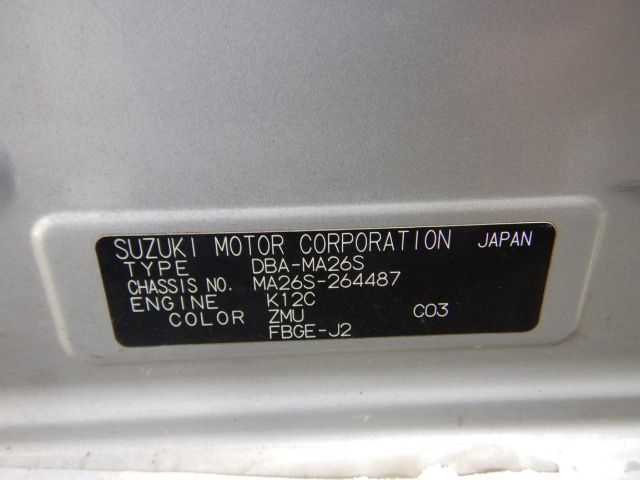 SUZUKI MOTOR CORPORATION JAPAN
TYPE DBA-MA26S
CHASSIS NO. MA26S-264487
ENGINE K12C
COLOR ZMU C03
FBGE-J2